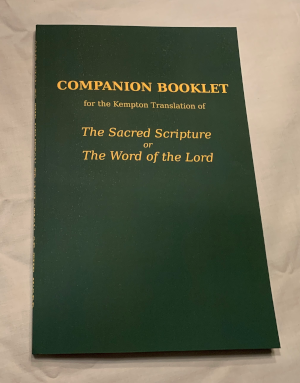 COMPANION BOOKLET
for the Kempton Translation of
The Sacred Scripture
or
The Word of the Lord